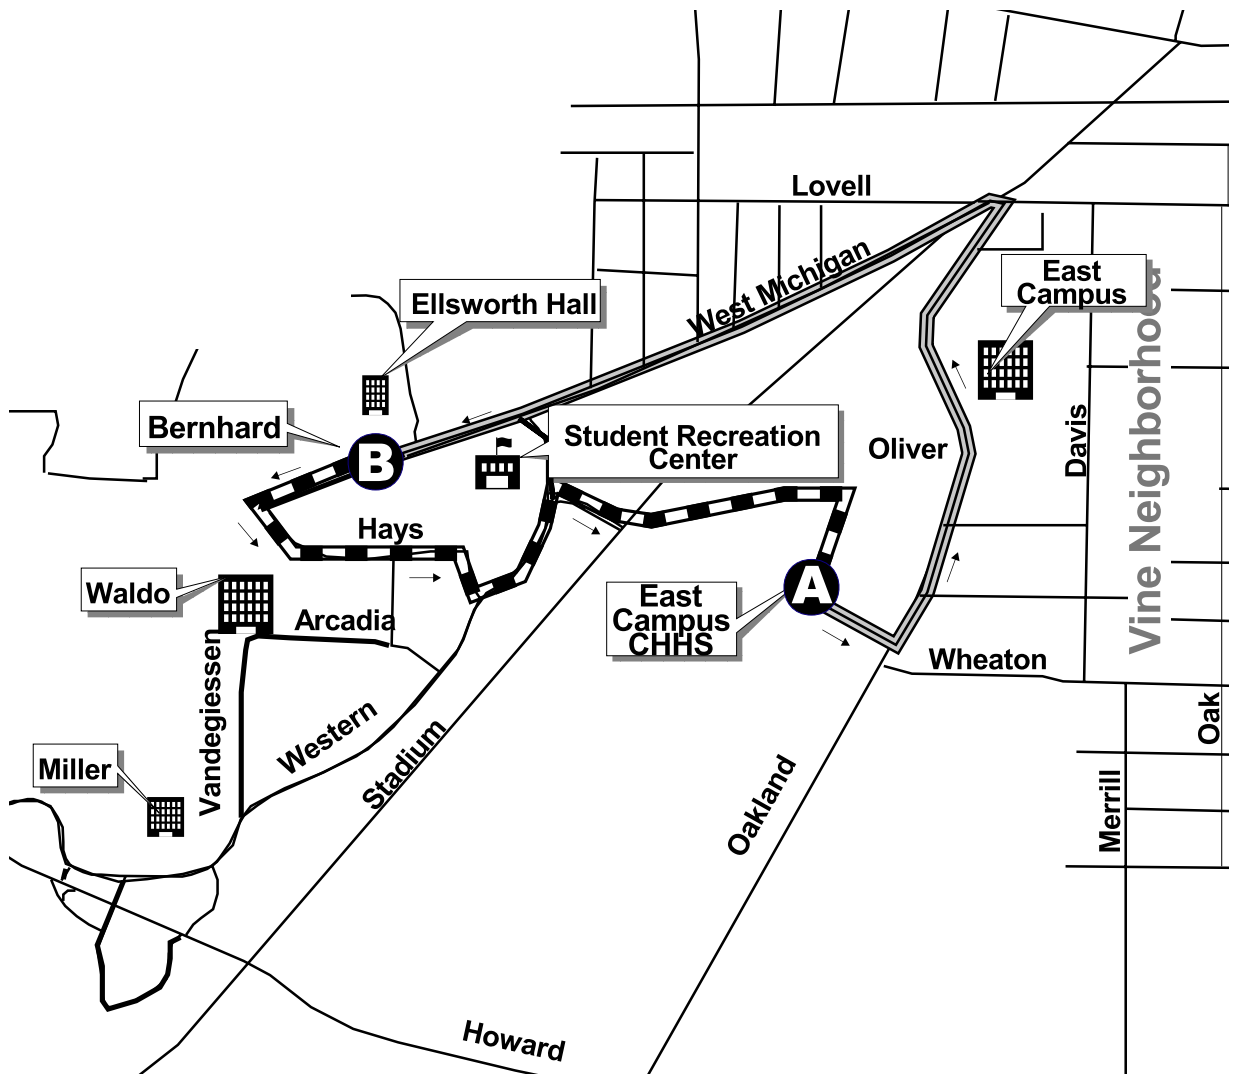 Lovell
West Michigan
East
Campus
Ellsworth Hall
Bernhard
B
Student Recreation
Center
Oliver
Davis
Vine Neighborhood
Hays
Waldo
Arcadia
A
East
Campus
CHHS
Wheaton
Vandegiessen
Western
Stadium
Oak
Miller
Oakland
Merrill
Howard